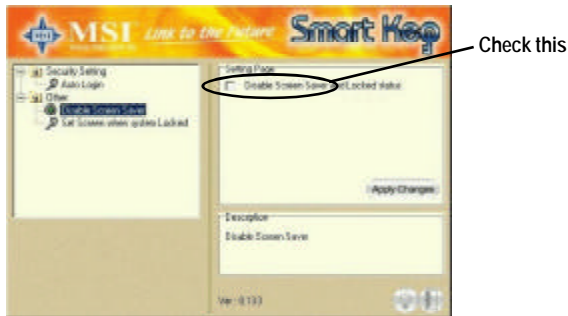 MSI Link to the Future Smart Key
Check this
Security Setting
Auto Login
Other
Disable Screen Saver
Set Screen when system Locked
Setting Page
Disable Screen Saver and Locked status
Apply Changes
Description
Disable Screen Saver